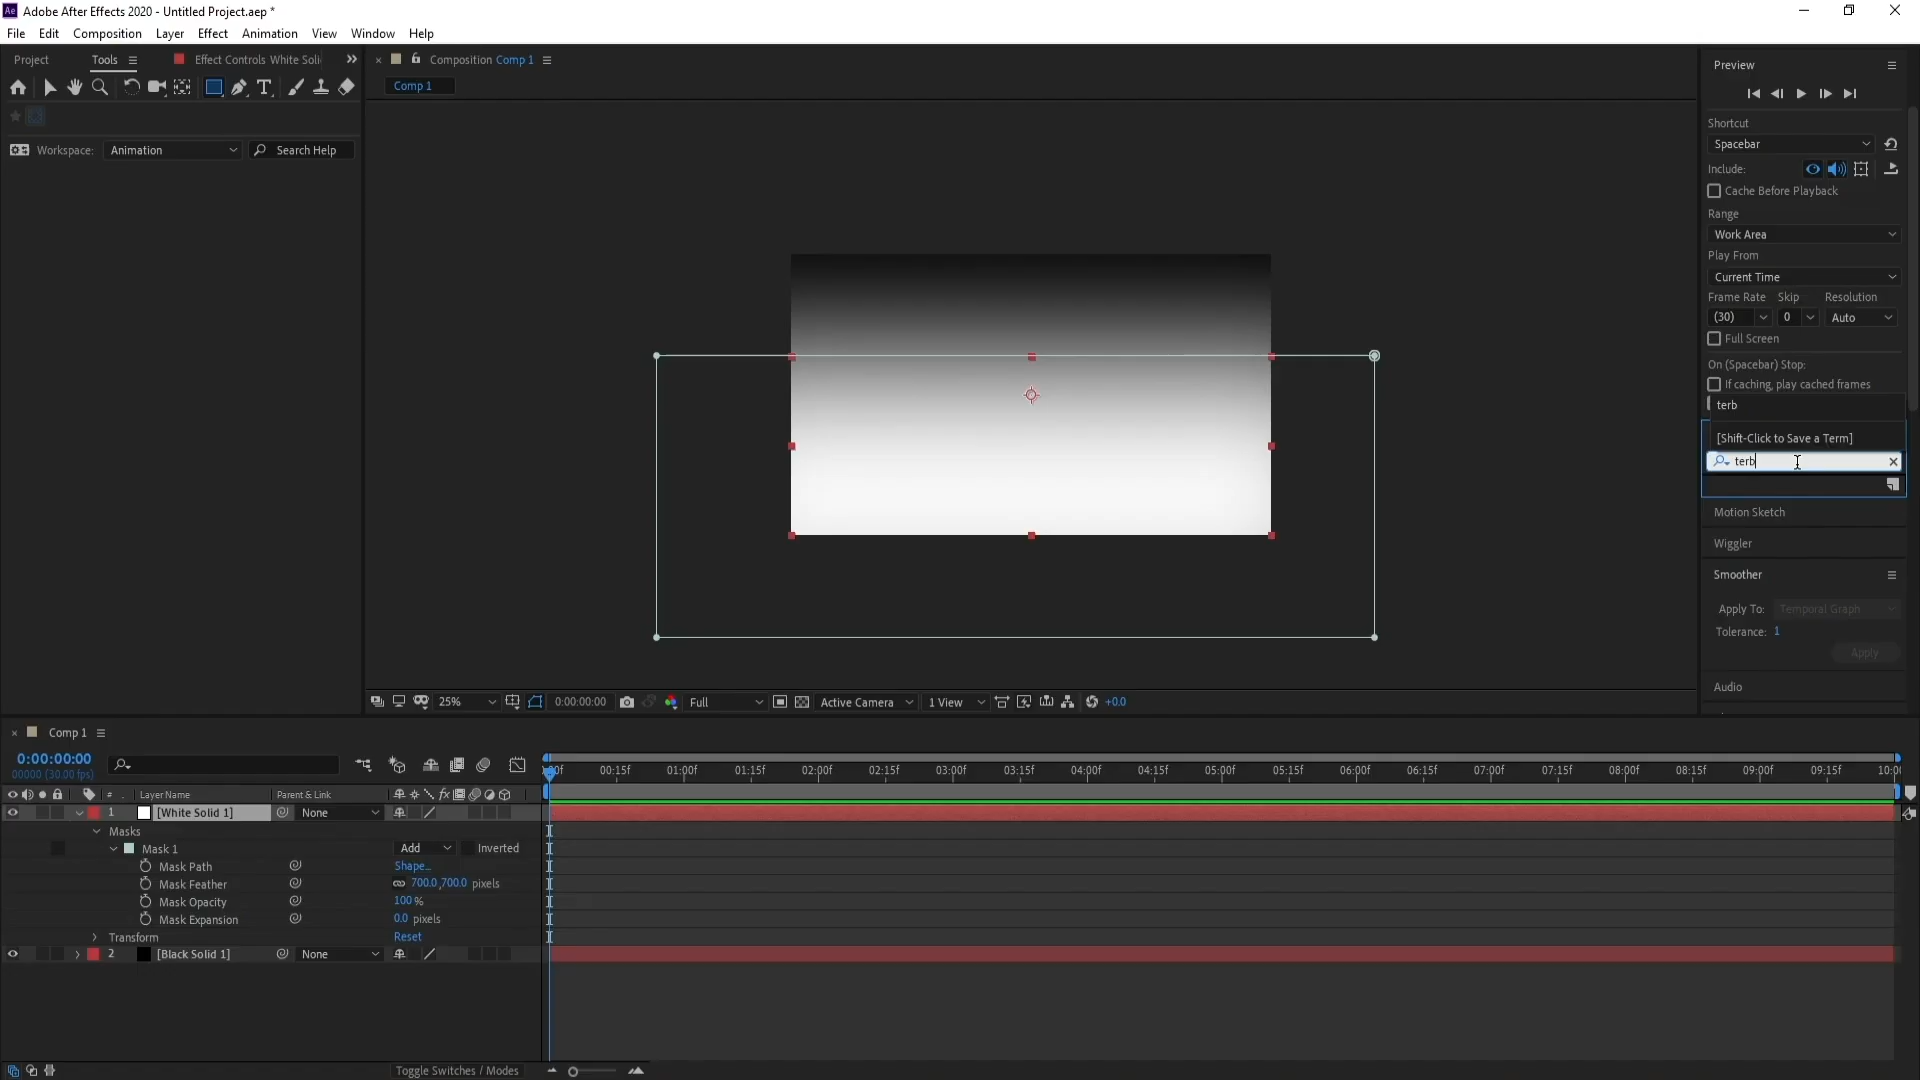 Adobe After Effects 2020 - Untitled Project.aep *
File Edit Composition Layer Effect Animation View Window Help
Project Tools Effect Controls White Soli
Composition Comp 1
Comp 1
Workspace: Animation Search Help
Preview
Shortcut
Spacebar
Include:
Cache Before Playback
Range
Work Area
Play From
Current Time
Frame Rate Skip Resolution
(30) 0 Auto
Full Screen
On (Spacebar) Stop:
If caching, play cached frames
terb
[Shift-Click to Save a Term]
terb
Motion Sketch
Wiggler
Smoother
Apply To: Temporal Graph
Tolerance: 1
Apply
Audio
25% 0:00:00:00 Full Active Camera 1 View +0.0
Comp 1
0:00:00:00
00000 (30.00 fps)
00:15f 01:00f 01:15f 02:00f 02:15f 03:00f 03:15f 04:00f 04:15f 05:00f 05:15f 06:00f 06:15f 07:00f 07:15f 08:00f 08:15f 09:00f 09:15f 10:00
# Layer Name Parent & Link
1 [White Solid 1] None
Masks
Mask 1 Add Inverted
Mask Path Shape...
Mask Feather 700.0,700.0 pixels
Mask Opacity 100 %
Mask Expansion 0.0 pixels
Transform Reset
2 [Black Solid 1] None
Toggle Switches / Modes